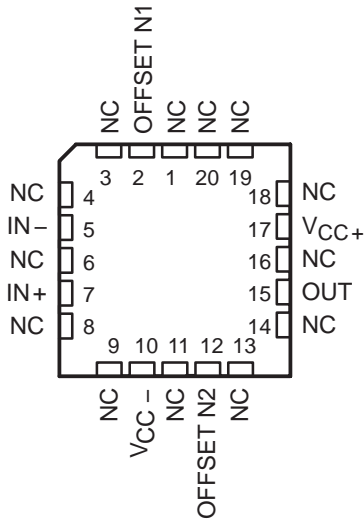 NC
OFFSET N1
NC
NC
NC
3
2
1
20
19
NC
4
18
NC
IN−
5
17
VCC+
NC
6
16
NC
IN+
7
15
OUT
NC
8
14
NC
9
10
11
12
13
NC
VCC −
NC
OFFSET N2
NC